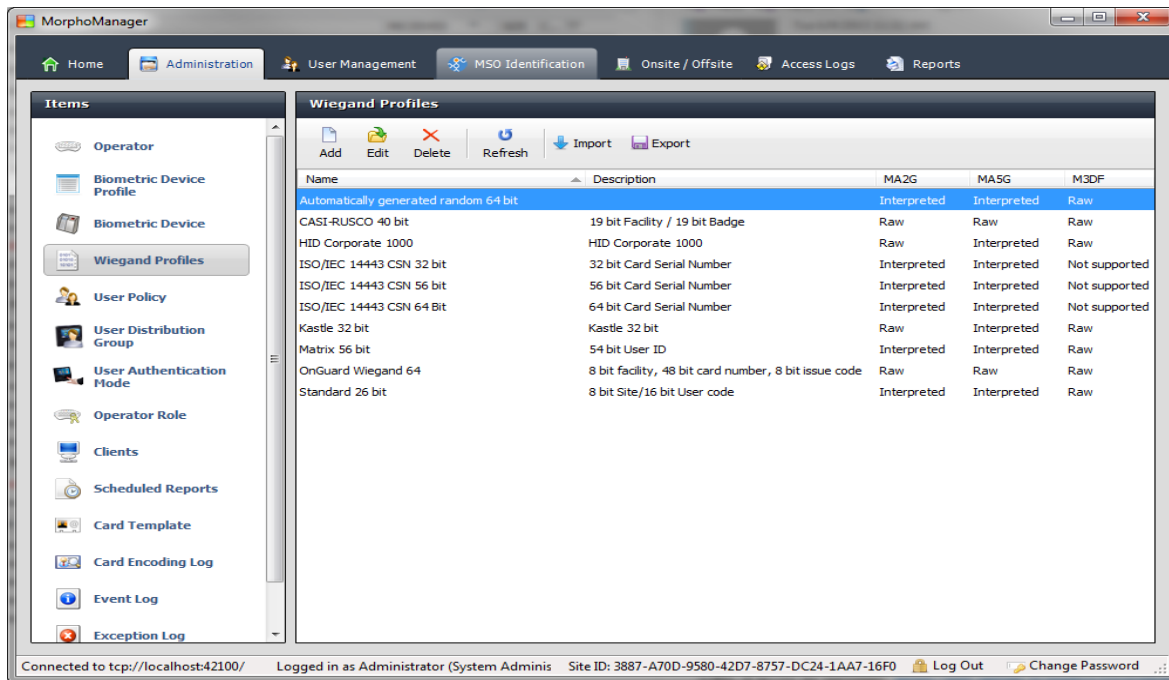 MorphoManager
Home Administration User Management MSO Identification Onsite / Offsite Access Logs Reports
Items
Operator
Biometric Device
Profile
Biometric Device
Wiegand Profiles
User Policy
User Distribution
Group
User Authentication
Mode
Operator Role
Clients
Scheduled Reports
Card Template
Card Encoding Log
Event Log
Exception Log
Wiegand Profiles
Add Edit Delete Refresh Import Export
Name Description MA2G MA5G M3DF
Automatically generated random 64 bit Interpreted Interpreted Raw
CASI-RUSCO 40 bit 19 bit Facility / 19 bit Badge Raw Raw Raw
HID Corporate 1000 HID Corporate 1000 Raw Interpreted Raw
ISO/IEC 14443 CSN 32 bit 32 bit Card Serial Number Interpreted Interpreted Not supported
ISO/IEC 14443 CSN 56 bit 56 bit Card Serial Number Interpreted Interpreted Not supported
ISO/IEC 14443 CSN 64 Bit 64 bit Card Serial Number Interpreted Interpreted Not supported
Kastle 32 bit Kastle 32 bit Raw Interpreted Raw
Matrix 56 bit 54 bit User ID Interpreted Interpreted Raw
OnGuard Wiegand 64 8 bit facility, 48 bit card number, 8 bit issue code Raw Raw Raw
Standard 26 bit 8 bit Site/16 bit User code Interpreted Interpreted Raw
Connected to tcp://localhost:42100/ Logged in as Administrator (System Adminis Site ID: 3887-A70D-9580-42D7-8757-DC24-1AA7-16F0 Log Out Change Password